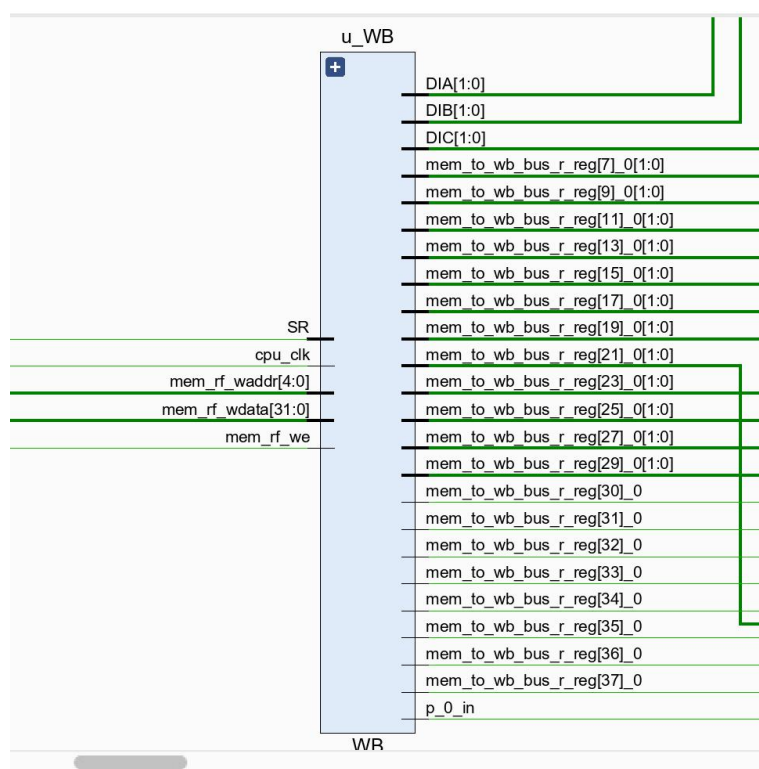 u_WB
DIA[1:0]
DIB[1:0]
DIC[1:0]
mem_to_wb_bus_r_reg[7]_0[1:0]
mem_to_wb_bus_r_reg[9]_0[1:0]
mem_to_wb_bus_r_reg[11]_0[1:0]
mem_to_wb_bus_r_reg[13]_0[1:0]
mem_to_wb_bus_r_reg[15]_0[1:0]
mem_to_wb_bus_r_reg[17]_0[1:0]
SR
mem_to_wb_bus_r_reg[19]_0[1:0]
cpu_clk
mem_to_wb_bus_r_reg[21]_0[1:0]
mem_rf_waddr[4:0]
mem_to_wb_bus_r_reg[23]_0[1:0]
mem_rf_wdata[31:0]
mem_to_wb_bus_r_reg[25]_0[1:0]
mem_rf_we
mem_to_wb_bus_r_reg[27]_0[1:0]
mem_to_wb_bus_r_reg[29]_0[1:0]
mem_to_wb_bus_r_reg[30]_0
mem_to_wb_bus_r_reg[31]_0
mem_to_wb_bus_r_reg[32]_0
mem_to_wb_bus_r_reg[33]_0
mem_to_wb_bus_r_reg[34]_0
mem_to_wb_bus_r_reg[35]_0
mem_to_wb_bus_r_reg[36]_0
mem_to_wb_bus_r_reg[37]_0
p_0_in
WB